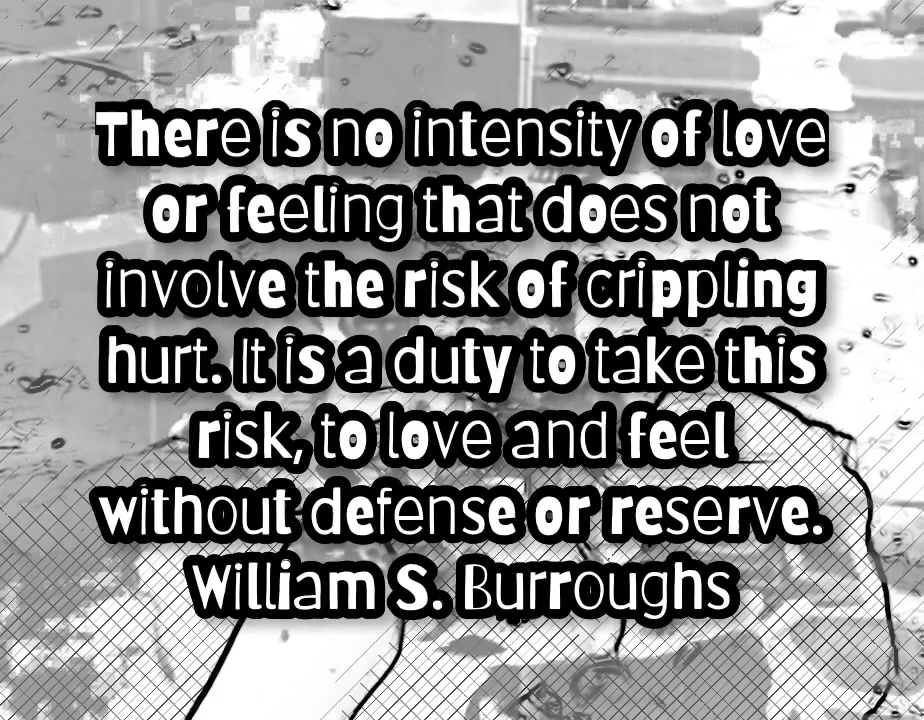 There is no intensity of love
or feeling that does not
involve the risk of crippling
hurt. It is a duty to take this
risk, to love and feel
without defense or reserve.
William S. Burroughs